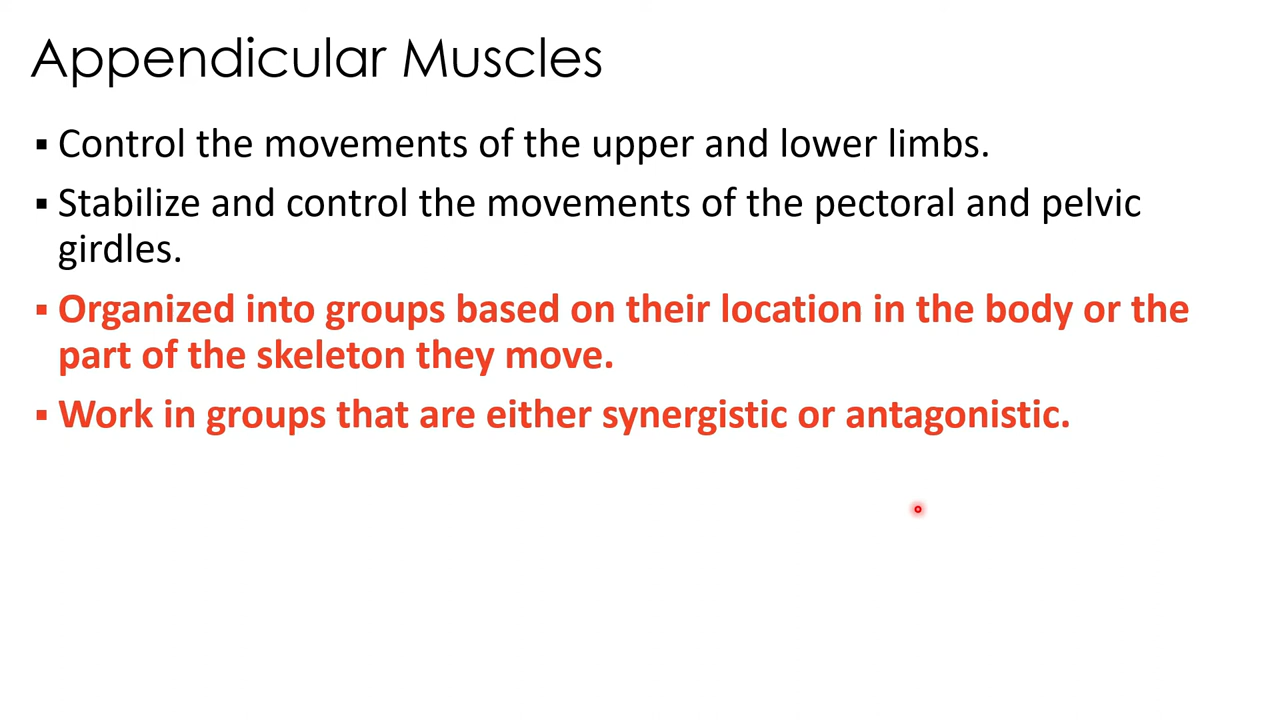 Appendicular Muscles
▪ Control the movements of the upper and lower limbs.
▪ Stabilize and control the movements of the pectoral and pelvic
girdles.
▪ Organized into groups based on their location in the body or the
part of the skeleton they move.
▪ Work in groups that are either synergistic or antagonistic.